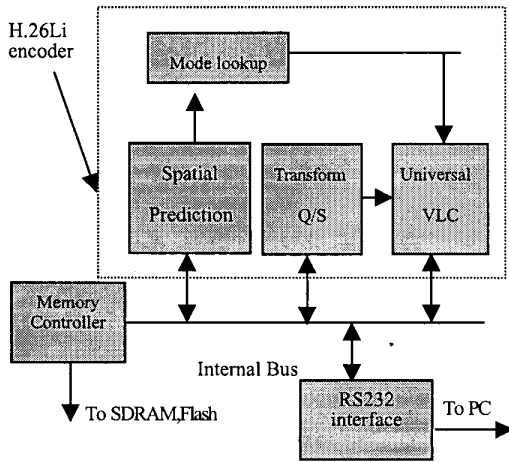 H.26Li
encoder
Mode lookup
Spatial
Prediction
Transform
Q/S
Universal
VLC
Memory
Controller
Internal Bus
To SDRAM,Flash
RS232
interface
To PC